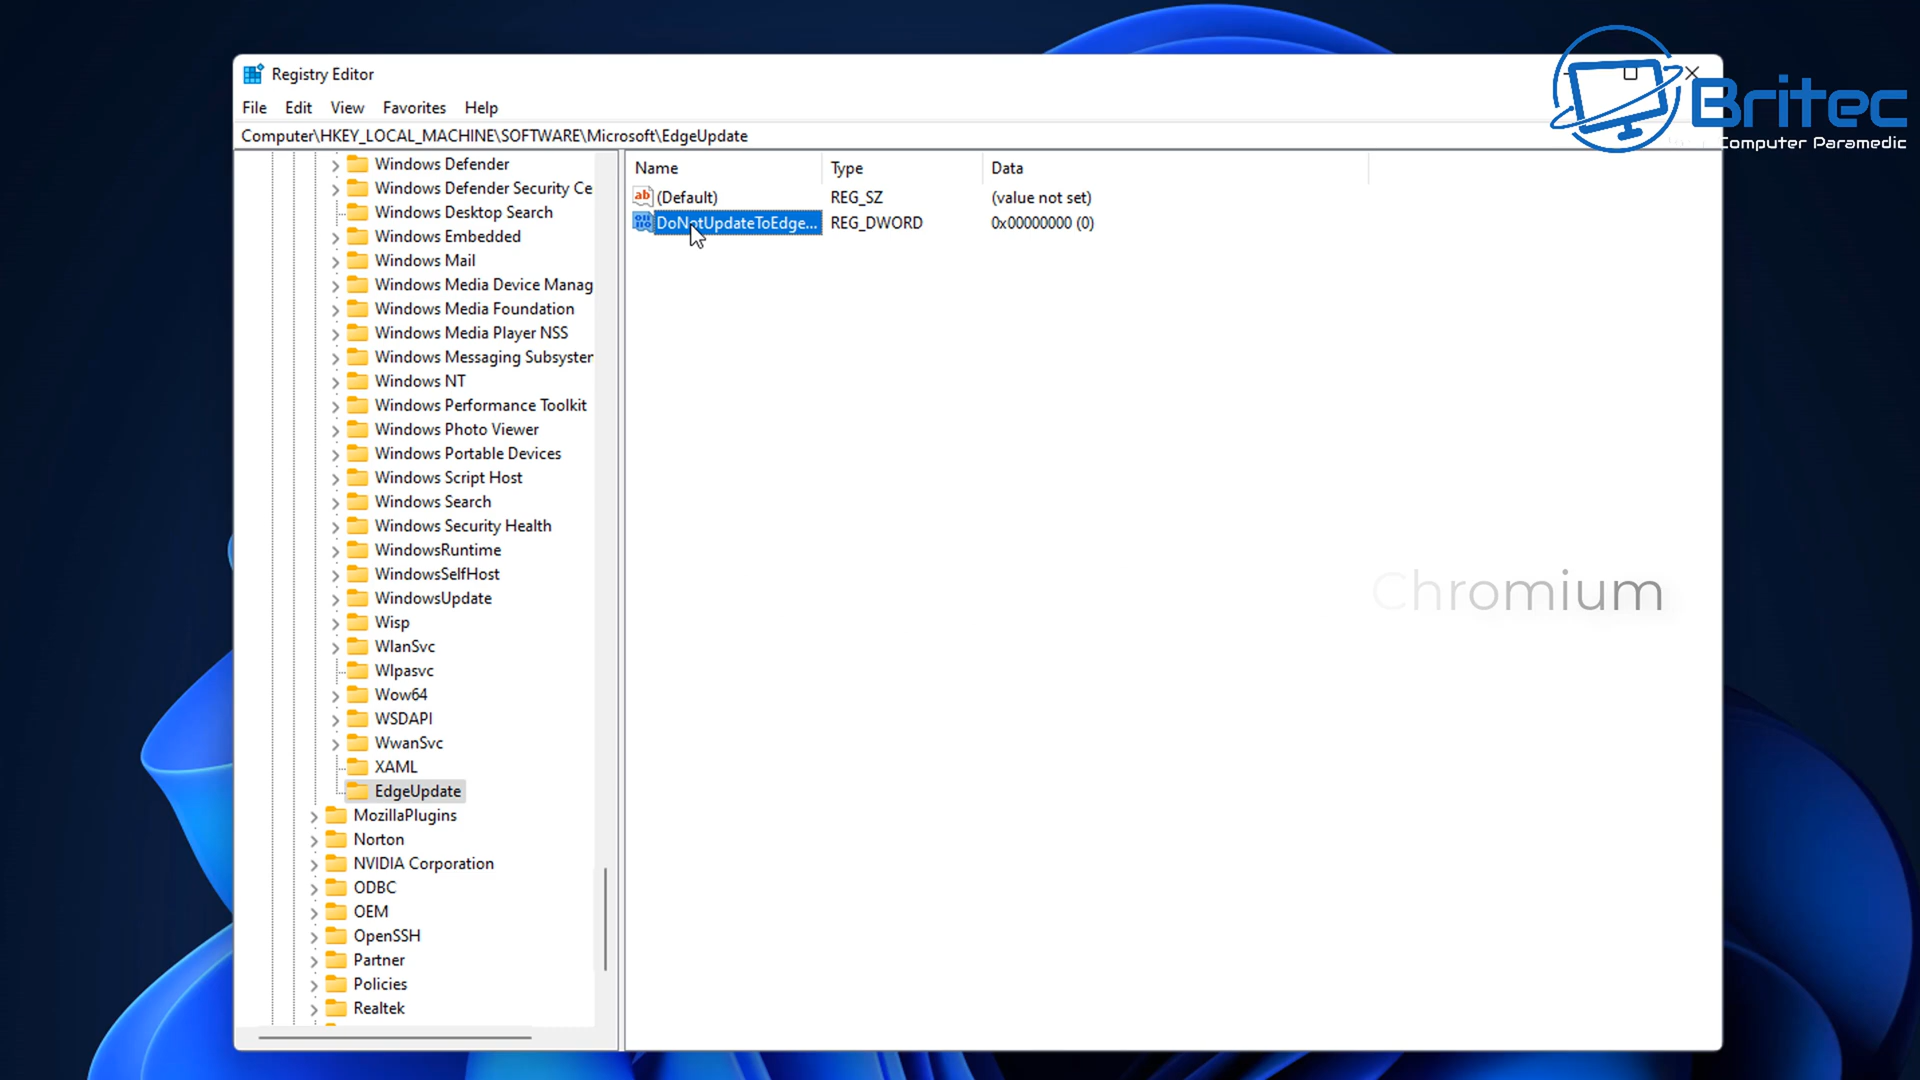 Registry Editor
File Edit View Favorites Help
Computer\HKEY_LOCAL_MACHINE\SOFTWARE\Microsoft\EdgeUpdate
Britec
Computer Paramedic
Windows Defender
Windows Defender Security Ce
Windows Desktop Search
Windows Embedded
Windows Mail
Windows Media Device Manag
Windows Media Foundation
Windows Media Player NSS
Windows Messaging Subsyster
Windows NT
Windows Performance Toolkit
Windows Photo Viewer
Windows Portable Devices
Windows Script Host
Windows Search
Windows Security Health
WindowsRuntime
WindowsSelfHost
WindowsUpdate
Wisp
WlanSvc
Wlpasvc
Wow64
WSDAPI
WwanSvc
XAML
EdgeUpdate
MozillaPlugins
Norton
NVIDIA Corporation
ODBC
OEM
OpenSSH
Partner
Policies
Realtek
Name Type Data
(Default) REG_SZ (value not set)
DoNotUpdateToEdge... REG_DWORD 0x00000000 (0)
Chromium